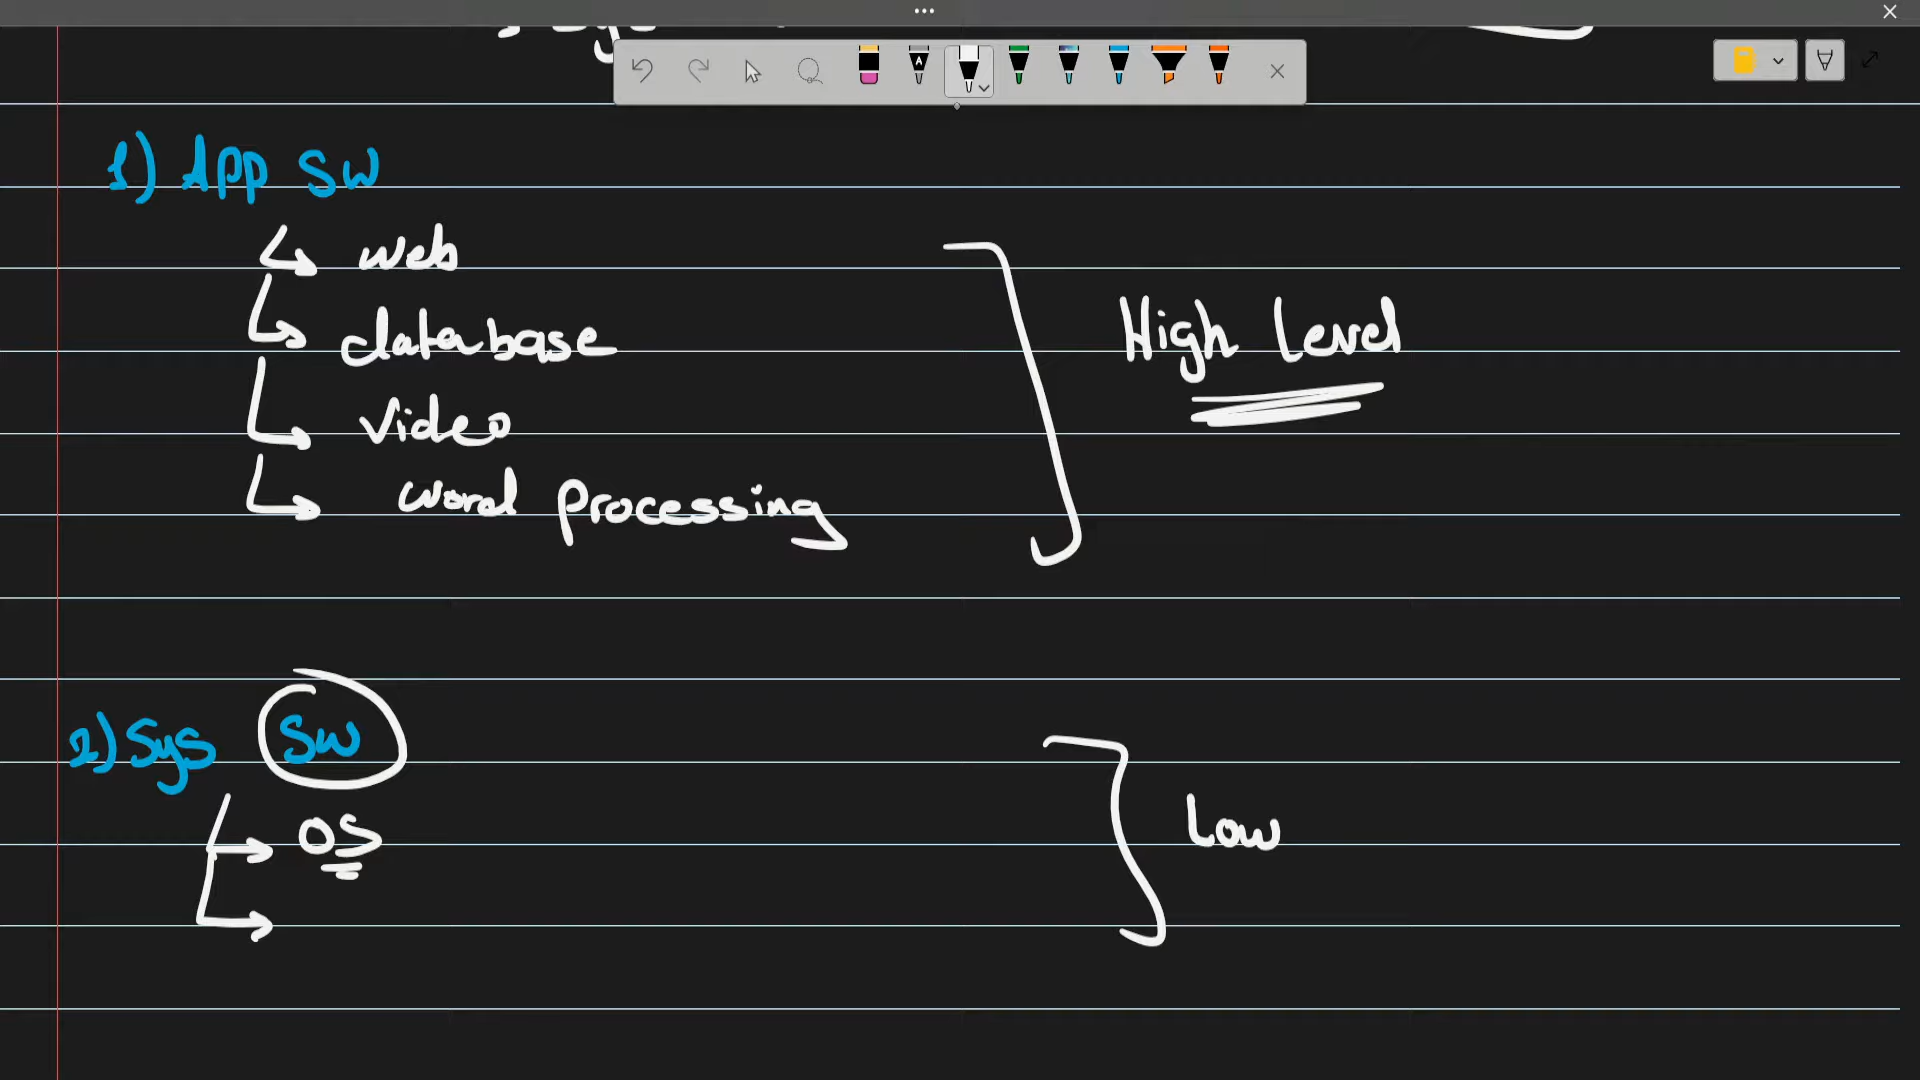 1) App SW
web
database
Video
word processing
High Level
2) Sys SW
OS
Low